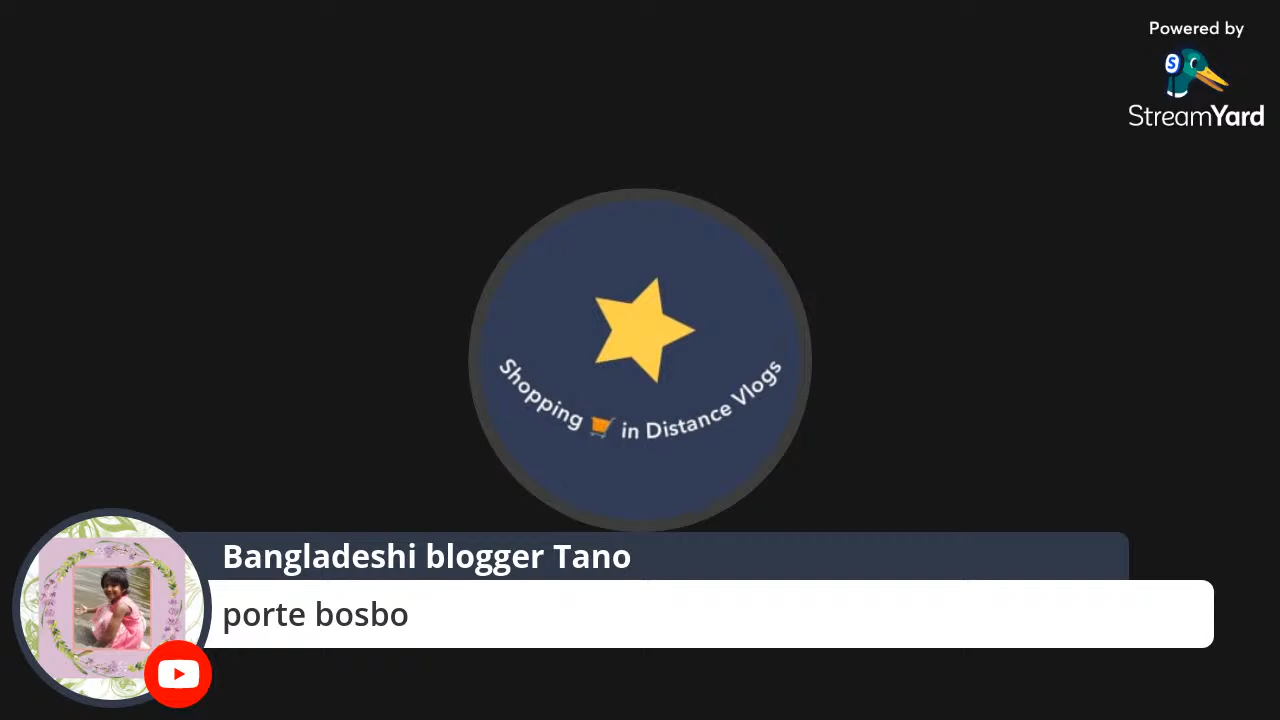 Powered by
S
StreamYard
Shopping 🛒 in Distance Vlogs
Bangladeshi blogger Tano
porte bosbo